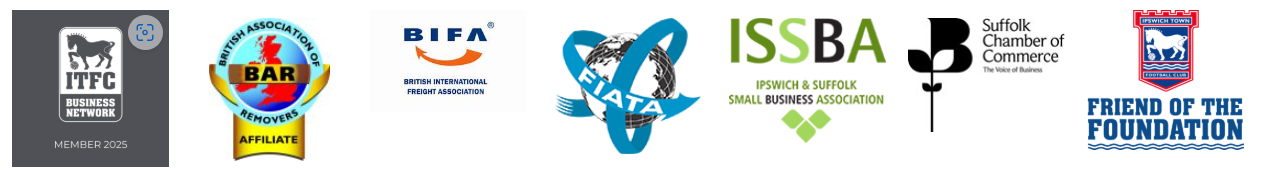 ITFC
BUSINESS
NETWORK
MEMBER 2025
BRITISH ASSOCIATION OF
BAR
REMOVERS
AFFILIATE
BIFA®
BRITISH INTERNATIONAL
FREIGHT ASSOCIATION
FIATA
ISSBA
IPSWICH & SUFFOLK
SMALL BUSINESS ASSOCIATION
Suffolk
Chamber of
Commerce
The Voice of Business
IPSWICH TOWN
FOOTBALL CLUB
FRIEND OF THE
FOUNDATION